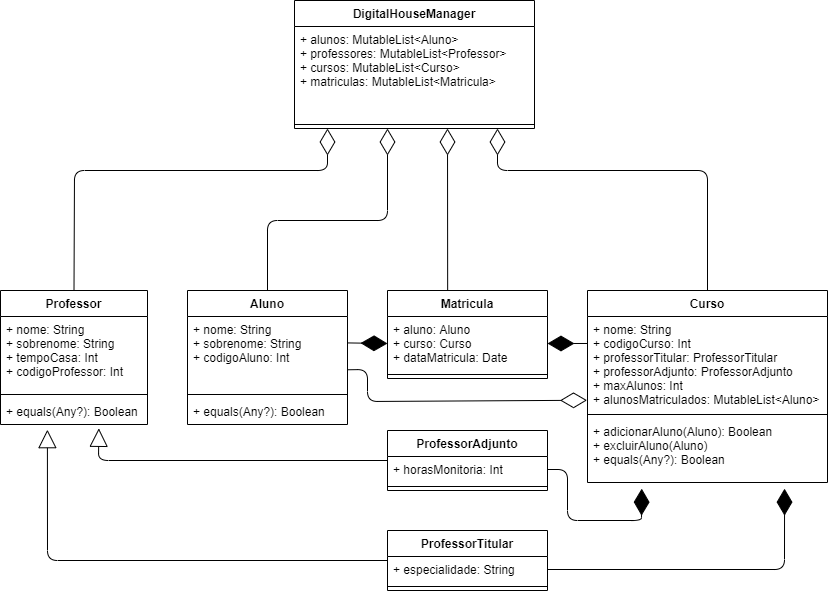 DigitalHouseManager
+ alunos: MutableList<Aluno>
+ professores: MutableList<Professor>
+ cursos: MutableList<Curso>
+ matriculas: MutableList<Matricula>
Professor
+ nome: String
+ sobrenome: String
+ tempoCasa: Int
+ codigoProfessor: Int
+ equals(Any?): Boolean
Aluno
+ nome: String
+ sobrenome: String
+ codigoAluno: Int
+ equals(Any?): Boolean
Matricula
+ aluno: Aluno
+ curso: Curso
+ dataMatricula: Date
Curso
+ nome: String
+ codigoCurso: Int
+ professorTitular: ProfessorTitular
+ professorAdjunto: ProfessorAdjunto
+ maxAlunos: Int
+ alunosMatriculados: MutableList<Aluno>
+ adicionarAluno(Aluno): Boolean
+ excluirAluno(Aluno)
+ equals(Any?): Boolean
ProfessorAdjunto
+ horasMonitoria: Int
ProfessorTitular
+ especialidade: String